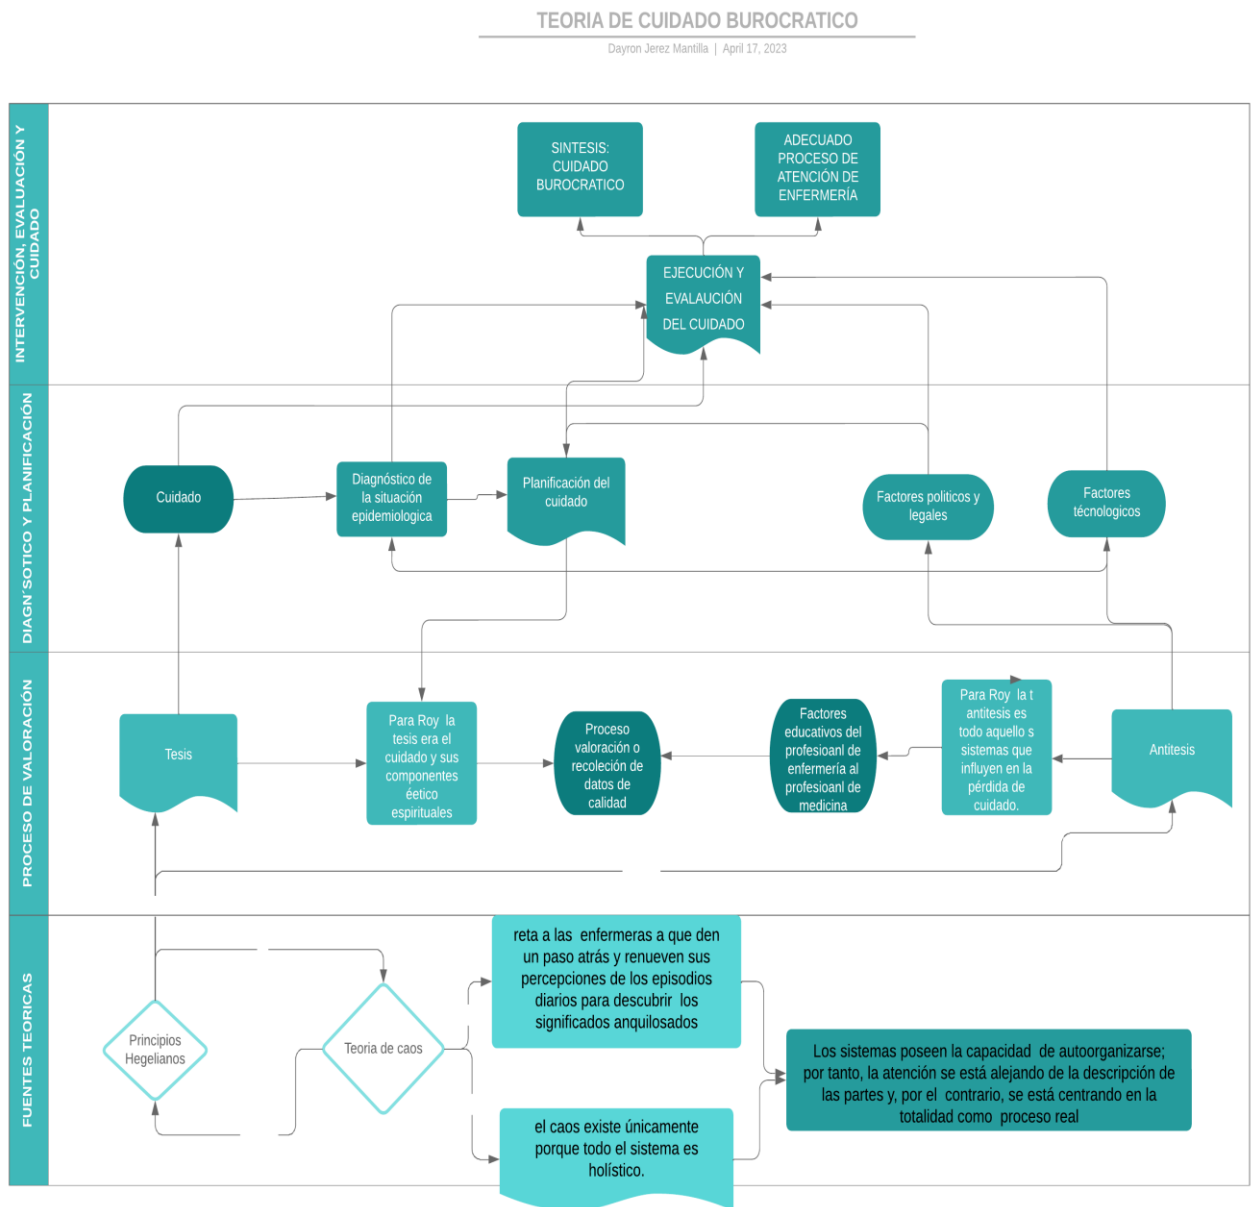 TEORIA DE CUIDADO BUROCRATICO
Dayron Jerez Mantilla | April 17, 2023
INTERVENCIÓN, EVALUACIÓN Y
CUIDADO
SINTESIS:
CUIDADO
BUROCRATICO
ADECUADO
PROCESO DE
ATENCIÓN DE
ENFERMERÍA
EJECUCIÓN Y
EVALAUCIÓN
DEL CUIDADO
DIAGN´SOTICO Y PLANIFICACIÓN
Cuidado
Diagnóstico de
la situación
epidemiologica
Planificación del
cuidado
Factores politicos y
legales
Factores
técnologicos
PROCESO DE VALORACIÓN
Tesis
Para Roy la
tesis era el
cuidado y sus
componentes
éetico
espirituales
Proceso
valoración o
recoleción de
datos de
calidad
Factores
educativos del
profesioanl de
enfermería al
profesioanl de
medicina
Para Roy la t
antitesis es
todo aquello s
sistemas que
influyen en la
pérdida de
cuidado.
Antitesis
FUENTES TEORICAS
Principios
Hegelianos
Teoria de caos
reta a las enfermeras a que den
un paso atrás y renueven sus
percepciones de los episodios
diarios para descubrir los
significados anquilosados
el caos existe únicamente
porque todo el sistema es
holístico.
Los sistemas poseen la capacidad de autoorganizarse;
por tanto, la atención se está alejando de la descripción de
las partes y, por el contrario, se está centrando en la
totalidad como proceso real